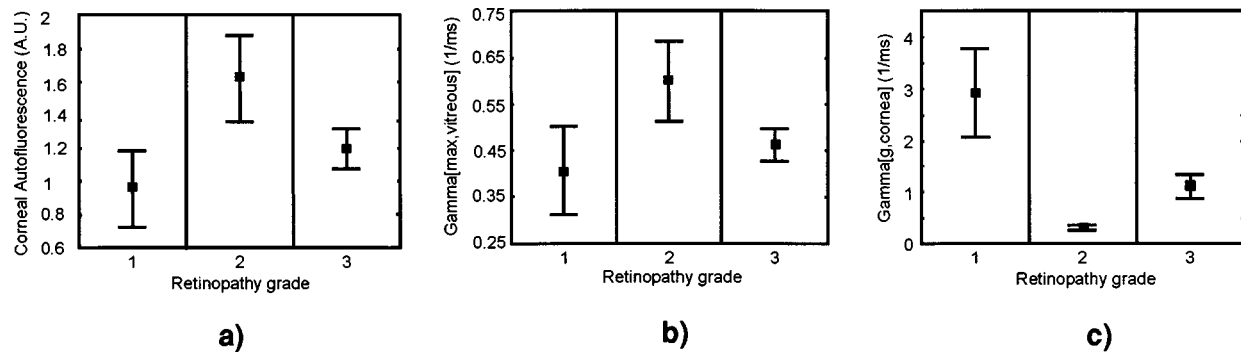 Corneal Autofluorescence (A.U.)
2
1.8
1.6
1.4
1.2
1
0.8
0.6
1 2 3
Retinopathy grade
a)
Gamma[max,vitreous] (1/ms)
0.75
0.65
0.55
0.45
0.35
0.25
1 2 3
Retinopathy grade
b)
Gamma[g,cornea] (1/ms)
4
3
2
1
0
1 2 3
Retinopathy grade
c)